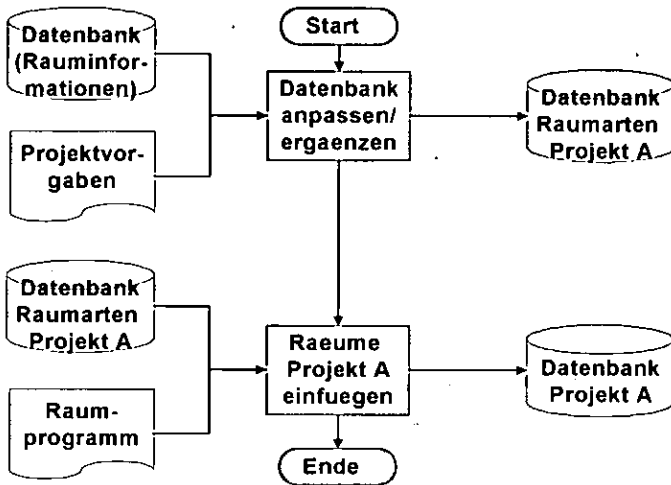 Start
Datenbank
(Rauminfor-
mationen)
Projektvor-
gaben
Datenbank
anpassen/
ergaenzen
Datenbank
Raumarten
Projekt A
Datenbank
Raumarten
Projekt A
Raum-
programm
Raeume
Projekt A
einfuegen
Datenbank
Projekt A
Ende